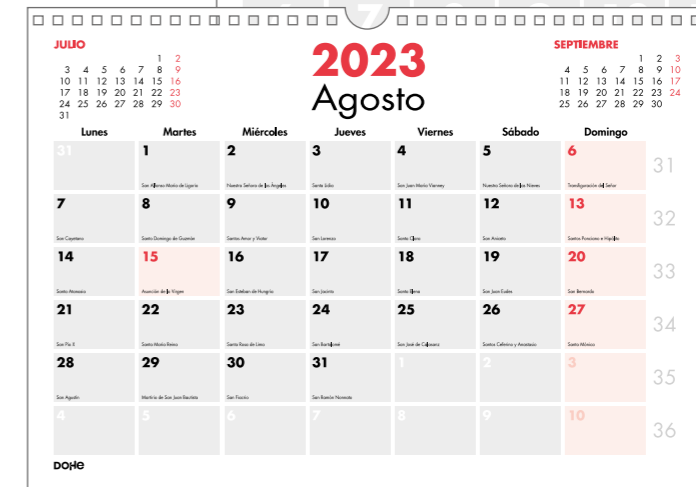 7
JULIO
1 2
3 4 5 6 7 8 9
10 11 12 13 14 15 16
17 18 19 20 21 22 23
24 25 26 27 28 29 30
31
2023
Agosto
SEPTIEMBRE
1 2 3
4 5 6 7 8 9 10
11 12 13 14 15 16 17
18 19 20 21 22 23 24
25 26 27 28 29 30
Lunes Martes Miércoles Jueves Viernes Sábado Domingo
31 1 2 3 4 5 6 31
San Alfonso María de Ligorio Nuestra Señora de los Ángeles Santa Lidia San Juan María Vianney Nuestra Señora de las Nieves Transfiguración del Señor
7 8 9 10 11 12 13 32
San Cayetano Santo Domingo de Guzmán Santos Amor y Viator San Lorenzo Santa Clara San Aniceto Santos Ponciano e Hipólito
14 15 16 17 18 19 20 33
Santa Atanasia Asunción de la Virgen San Esteban de Hungría San Jacinto Santa Elena San Juan Eudes San Bernardo
21 22 23 24 25 26 27 34
San Pío X Santa María Reina Santa Rosa de Lima San Bartolomé San José de Calasanz Santos Ceferino y Anastasio Santa Mónica
28 29 30 31 1 2 3 35
San Agustín Martirio de San Juan Bautista San Fiacrio San Ramón Nonnato
4 5 6 7 8 9 10 36
DOHE